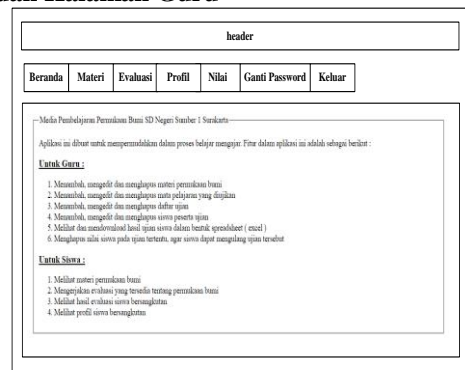 header
Beranda Materi Evaluasi Profil Nilai Ganti Password Keluar
Media Pembelajaran Permukaan Bumi SD Negeri Sumber 1 Surakarta
Aplikasi ini dibuat untuk mempermudahkan dalam proses belajar mengajar. Fitur dalam aplikasi ini adalah sebagai berikut :
Untuk Guru :
1. Menambah, mengedit dan menghapus materi permukaan bumi
2. Menambah, mengedit dan menghapus mata pelajaran yang diujikan
3. Menambah, mengedit dan menghapus daftar ujian
4. Menambah, mengedit dan menghapus siswa peserta ujian
5. Melihat dan mendownload hasil ujian siswa dalam bentuk spreadsheet ( excel )
6. Menghapus nilai siswa pada ujian tertentu, agar siswa dapat mengulang ujian tersebut
Untuk Siswa :
1. Melihat materi permukaan bumi
2. Mengerjakan evaluasi yang tersedia tentang permukaan bumi
3. Melihat hasil evaluasi siswa bersangkutan
4. Melihat profil siswa bersangkutan